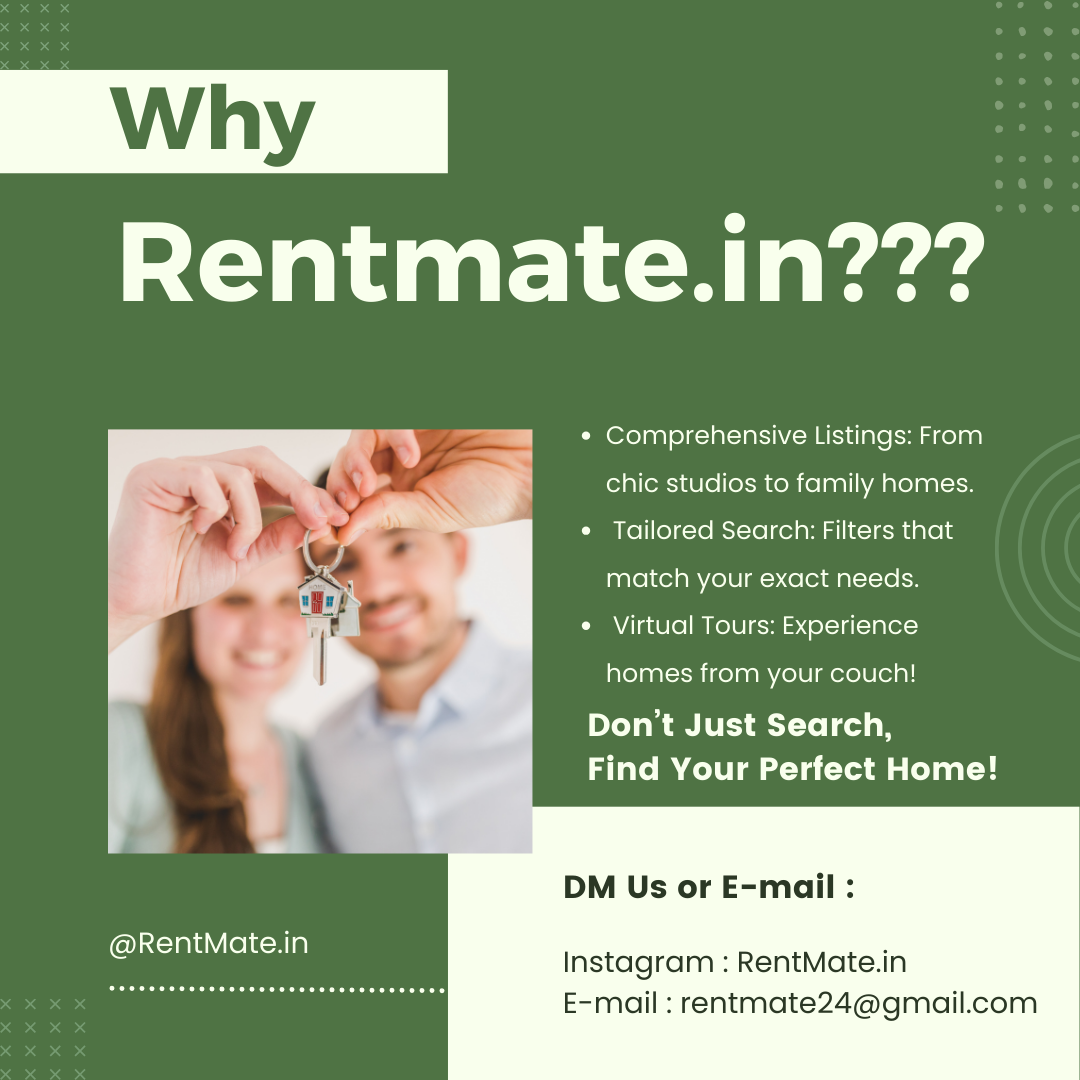 Why
Rentmate.in???
• Comprehensive Listings: From
chic studios to family homes.
• Tailored Search: Filters that
match your exact needs.
• Virtual Tours: Experience
homes from your couch!
Don’t Just Search,
Find Your Perfect Home!
DM Us or E-mail :
@RentMate.in
Instagram : RentMate.in
E-mail : rentmate24@gmail.com